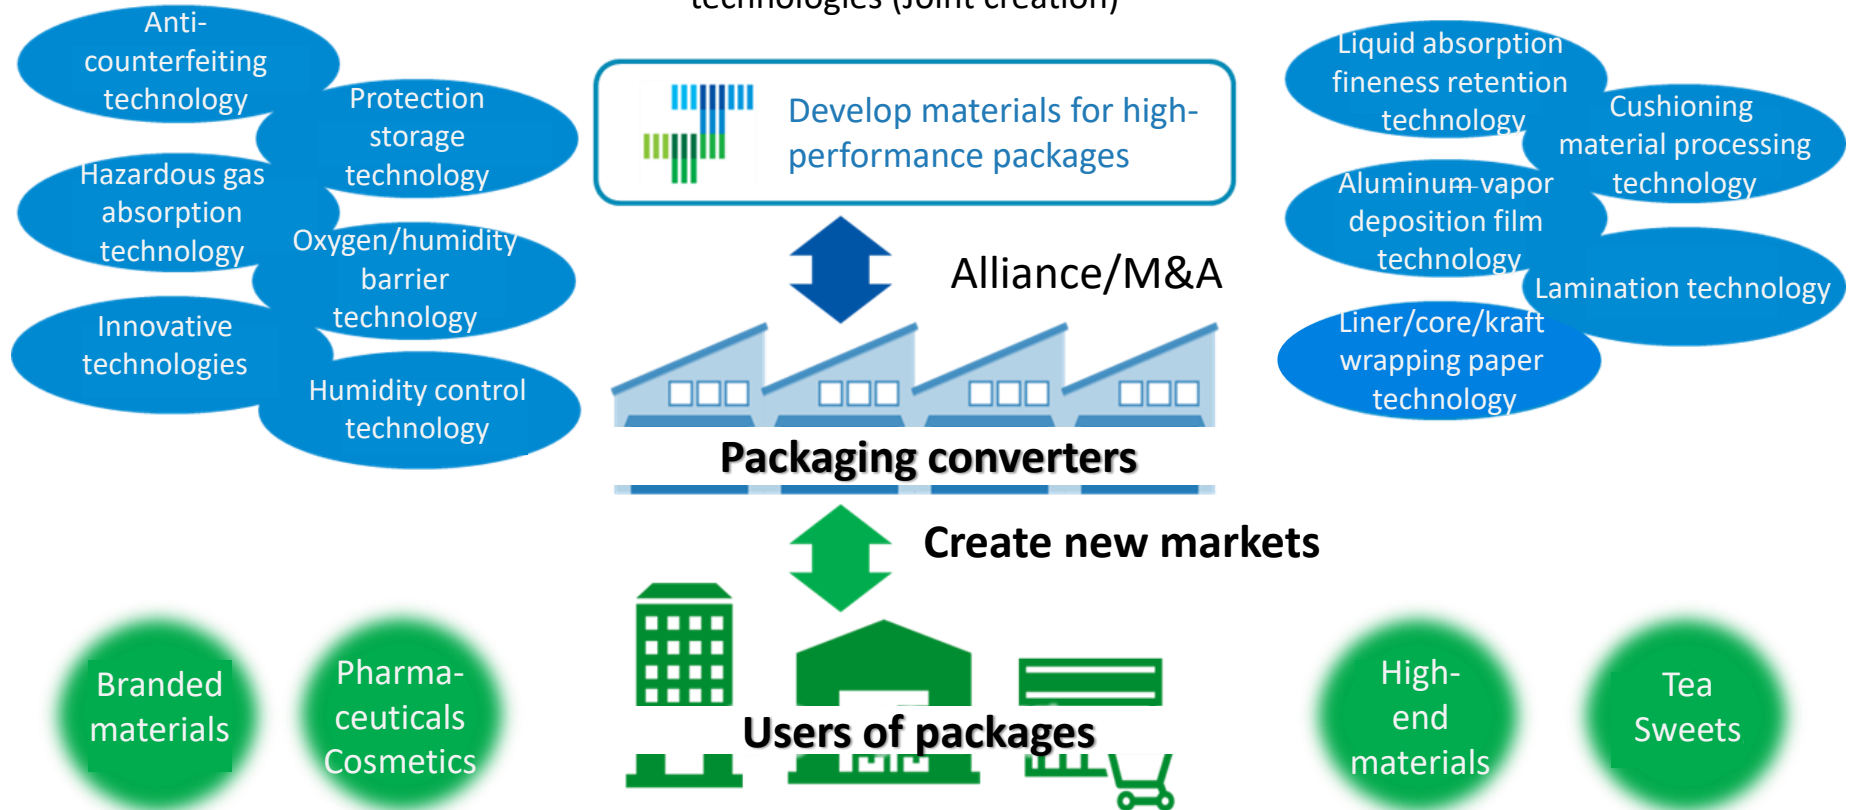 technologies (Joint creation)
Anti-
counterfeiting
technology
Protection
storage
technology
Hazardous gas
absorption
technology
Oxygen/humidity
barrier
technology
Innovative
technologies
Humidity control
technology
Develop materials for high-
performance packages
Alliance/M&A
Packaging converters
Create new markets
Users of packages
Liquid absorption
fineness retention
technology
Cushioning
material processing
technology
Aluminum vapor
deposition film
technology
Lamination technology
Liner/core/kraft
wrapping paper
technology
Branded
materials
Pharma-
ceuticals
Cosmetics
High-
end
materials
Tea
Sweets